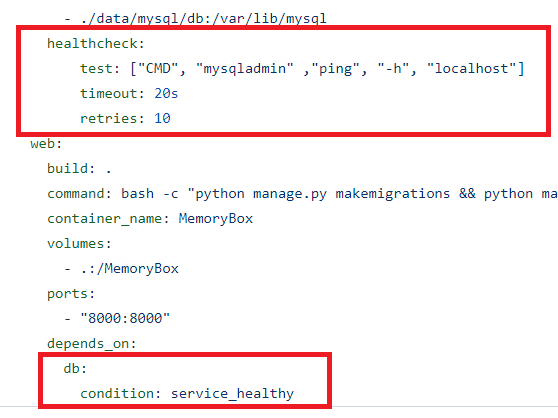 - ./data/mysql/db:/var/lib/mysql
healthcheck:
test: ["CMD", "mysqladmin" ,"ping", "-h", "localhost"]
timeout: 20s
retries: 10
web:
build: .
command: bash -c "python manage.py makemigrations && python ma
container_name: MemoryBox
volumes:
- .:/MemoryBox
ports:
- "8000:8000"
depends_on:
db:
condition: service_healthy